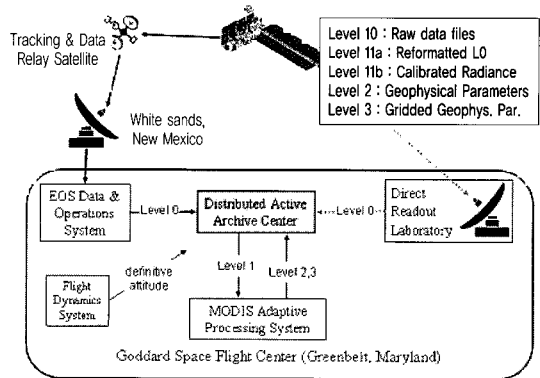 Tracking & Data
Relay Satellite
Level 10 : Raw data files
Level 11a : Reformatted L0
Level 11b : Calibrated Radiance
Level 2 : Geophysical Parameters
Level 3 : Gridded Geophys. Par.
White sands,
New Mexico
EOS Data &
Operations
System
Level 0
Distributed Active
Archive Center
Level 0
Direct
Readout
Laboratory
definitive
attitude
Level 1
Level 2,3
Flight
Dynamics
System
MODIS Adaptive
Processing System
Goddard Space Flight Center (Greenbeit, Maryland)